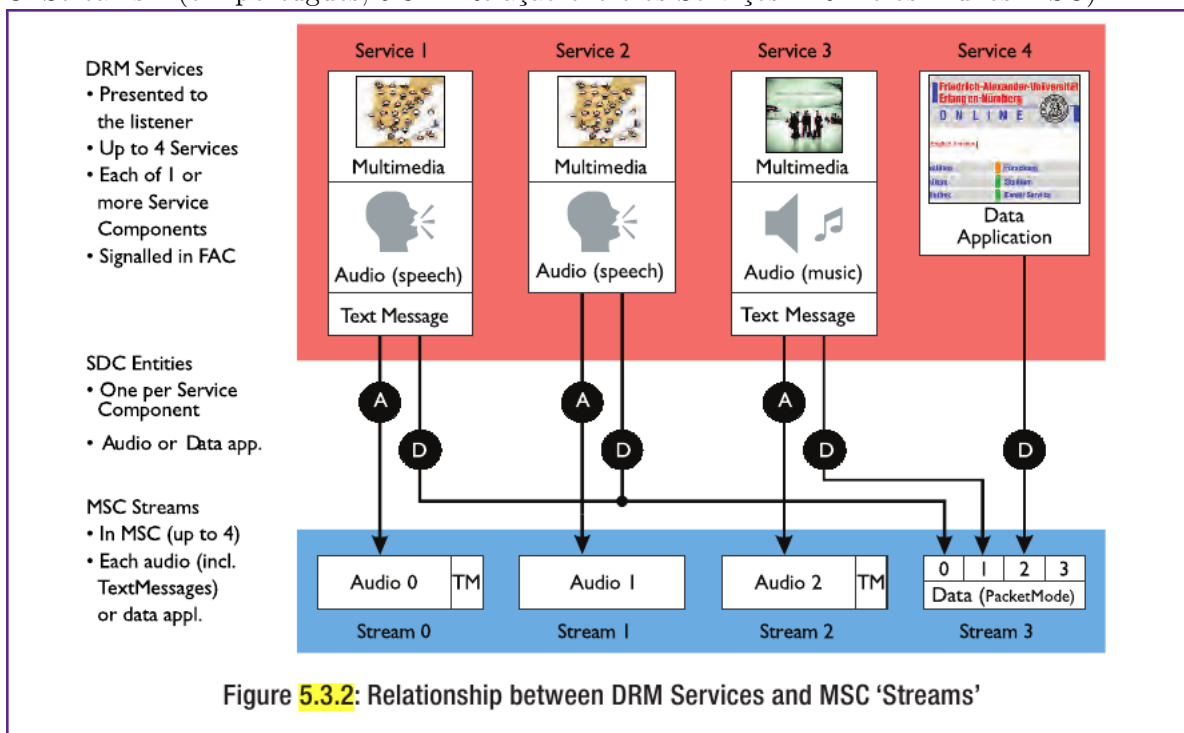 DRM Services
• Presented to
the listener
• Up to 4 Services
• Each of 1 or
more Service
Components
• Signalled in FAC
SDC Entities
• One per Service
Component
• Audio or Data app.
MSC Streams
• In MSC (up to 4)
• Each audio (incl.
TextMessages)
or data appl.
Service 1
Multimedia
Audio (speech)
Text Message
Service 2
Multimedia
Audio (speech)
Service 3
Multimedia
Audio (music)
Text Message
Service 4
Friedrich-Alexander-Universität
Erlangen-Nürnberg
ONLINE
Data
Application
A
D
A
D
A
D
D
Audio 0
TM
Stream 0
Audio 1
Stream 1
Audio 2
TM
Stream 2
0 1 2 3
Data (PacketMode)
Stream 3
Figure 5.3.2: Relationship between DRM Services and MSC ‘Streams’